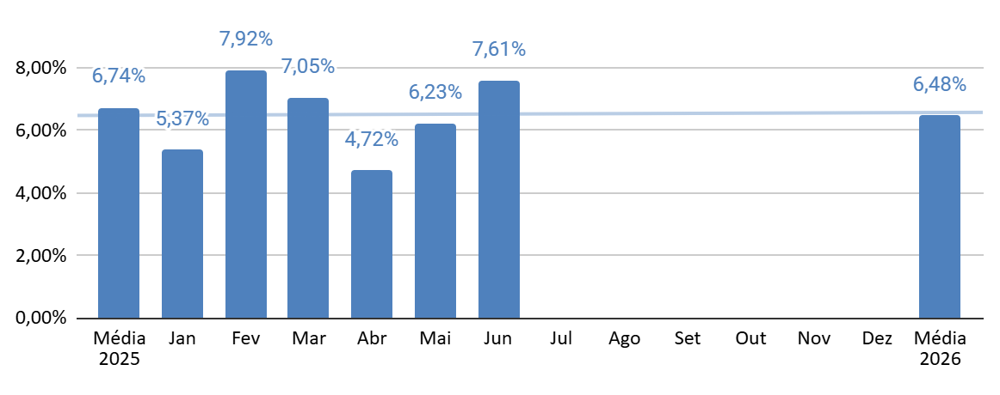 7,92%
7,61%
7,05%
8,00%
6,74%
6,48%
6,23%
5,37%
6,00%
4,72%
4,00%
2,00%
0,00%
Média 2025
Jan
Fev
Mar
Abr
Mai
Jun
Jul
Ago
Set
Out
Nov
Dez
Média 2026